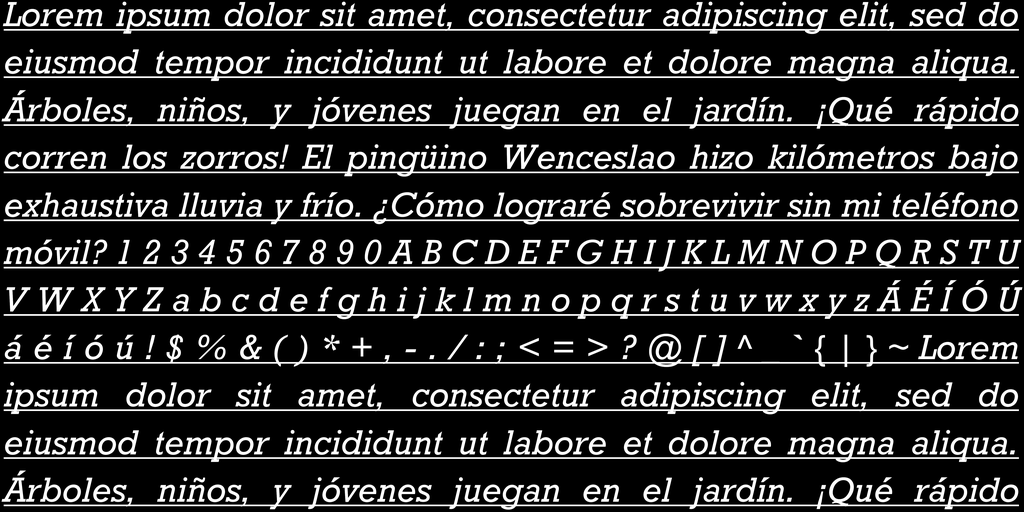 Lorem ipsum dolor sit amet, consectetur adipiscing elit, sed do
eiusmod tempor incididunt ut labore et dolore magna aliqua.
Árboles, niños, y jóvenes juegan en el jardín. ¡Qué rápido
corren los zorros! El pingüino Wenceslao hizo kilómetros bajo
exhaustiva lluvia y frío. ¿Cómo lograré sobrevivir sin mi teléfono
móvil? 1 2 3 4 5 6 7 8 9 0 A B C D E F G H I J K L M N O P Q R S T U
V W X Y Z a b c d e f g h i j k l m n o p q r s t u v w x y z Á É Í Ó Ú
á é í ó ú ! $ % & ( ) * + , - . / : ; < = > ? @ [ ] ^ _ ` { | } ~ Lorem
ipsum dolor sit amet, consectetur adipiscing elit, sed do
eiusmod tempor incididunt ut labore et dolore magna aliqua.
Árboles, niños, y jóvenes juegan en el jardín. ¡Qué rápido